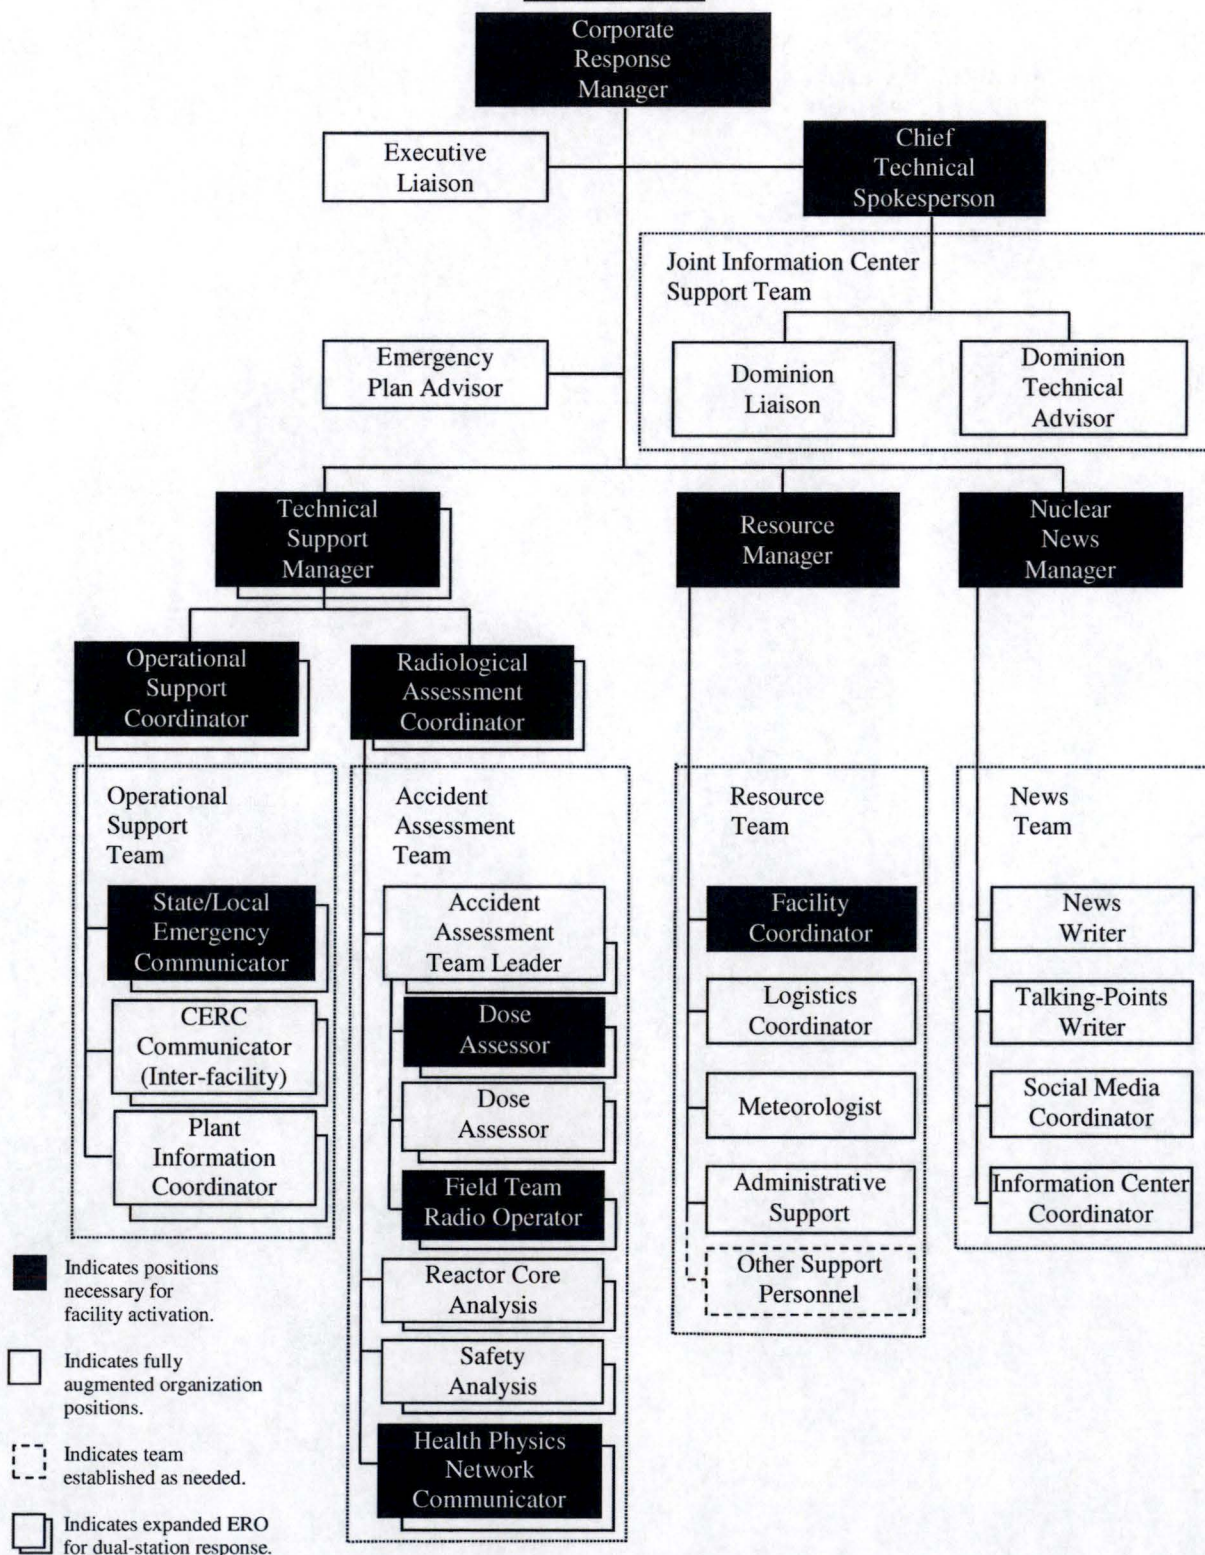 Corporate
Response
Manager
Executive
Liaison
Chief
Technical
Spokesperson
Joint Information Center
Support Team
Emergency
Plan Advisor
Dominion
Liaison
Dominion
Technical
Advisor
Technical
Support
Manager
Resource
Manager
Nuclear
News
Manager
Operational
Support
Coordinator
Radiological
Assessment
Coordinator
Operational
Support
Team
State/Local
Emergency
Communicator
CERC
Communicator
(Inter-facility)
Plant
Information
Coordinator
Accident
Assessment
Team
Accident
Assessment
Team Leader
Dose
Assessor
Dose
Assessor
Field Team
Radio Operator
Reactor Core
Analysis
Safety
Analysis
Health Physics
Network
Communicator
Resource
Team
Facility
Coordinator
Logistics
Coordinator
Meteorologist
Administrative
Support
Other Support
Personnel
News
Team
News
Writer
Talking-Points
Writer
Social Media
Coordinator
Information Center
Coordinator
Indicates positions
necessary for
facility activation.
Indicates fully
augmented organization
positions.
Indicates team
established as needed.
Indicates expanded ERO
for dual-station response.